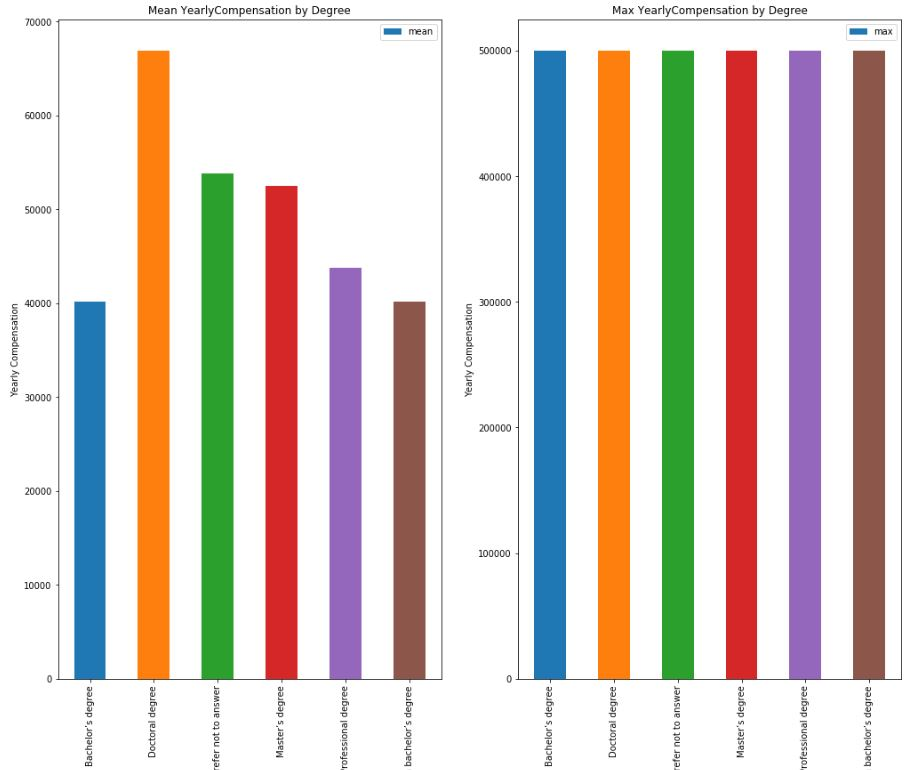 Mean YearlyCompensation by Degree
mean
70000
60000
50000
40000
30000
20000
10000
0
Yearly Compensation
Bachelor’s degree
Doctoral degree
refer not to answer
Master’s degree
Professional degree
bachelor’s degree
Max YearlyCompensation by Degree
max
500000
400000
300000
200000
100000
0
Yearly Compensation
Bachelor’s degree
Doctoral degree
refer not to answer
Master’s degree
Professional degree
bachelor’s degree